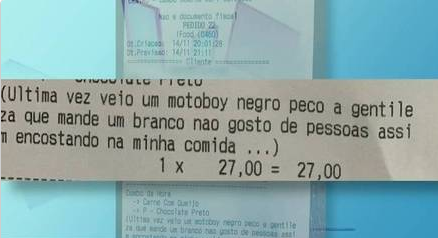 Nao e documento fiscal
PEDIDO 22
iFood (0460)
Dt.Criacao: 14/11 20:01:28
Dt.Previsao: 14/11 21:11
Cliente
(Ultima vez veio um motoboy negro peco a gentile
za que mande um branco nao gosto de pessoas assi
m encostando na minha comida ...)
1 x 27,00 = 27,00
Combo da Hora
-> Carne Com Queijo
-> P - Chocolate Preto
(Ultima vez veio um motoboy negro peco a gentile
za que mande um branco nao gosto de pessoas assi